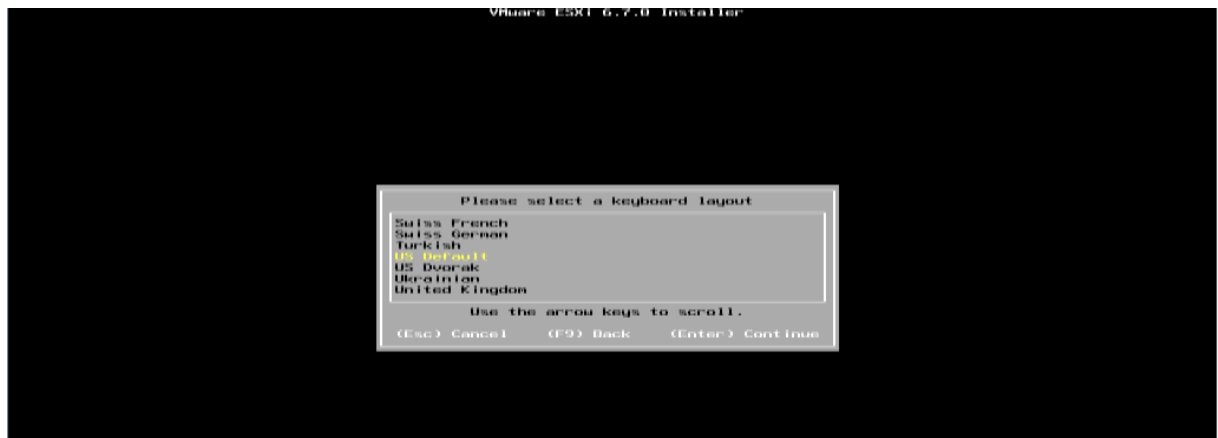 VMware ESXi 6.7.0 Installer
Please select a keyboard layout
Swiss French
Swiss German
Turkish
US Default
US Dvorak
Ukrainian
United Kingdom
Use the arrow keys to scroll.
(Esc) Cancel (F9) Back (Enter) Continue